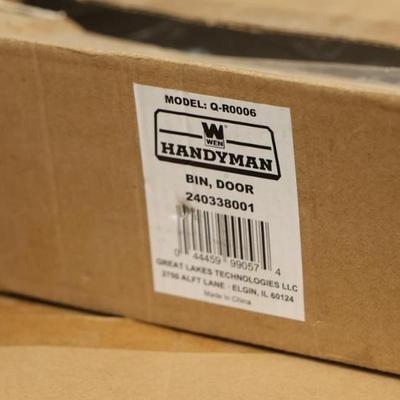 MODEL: Q-R0006
W
WEN
HANDYMAN
BIN, DOOR
240338001
0 44459 99057 4
GREAT LAKES TECHNOLOGIES LLC
2750 ALFT LANE - ELGIN, IL 60124
Made In China